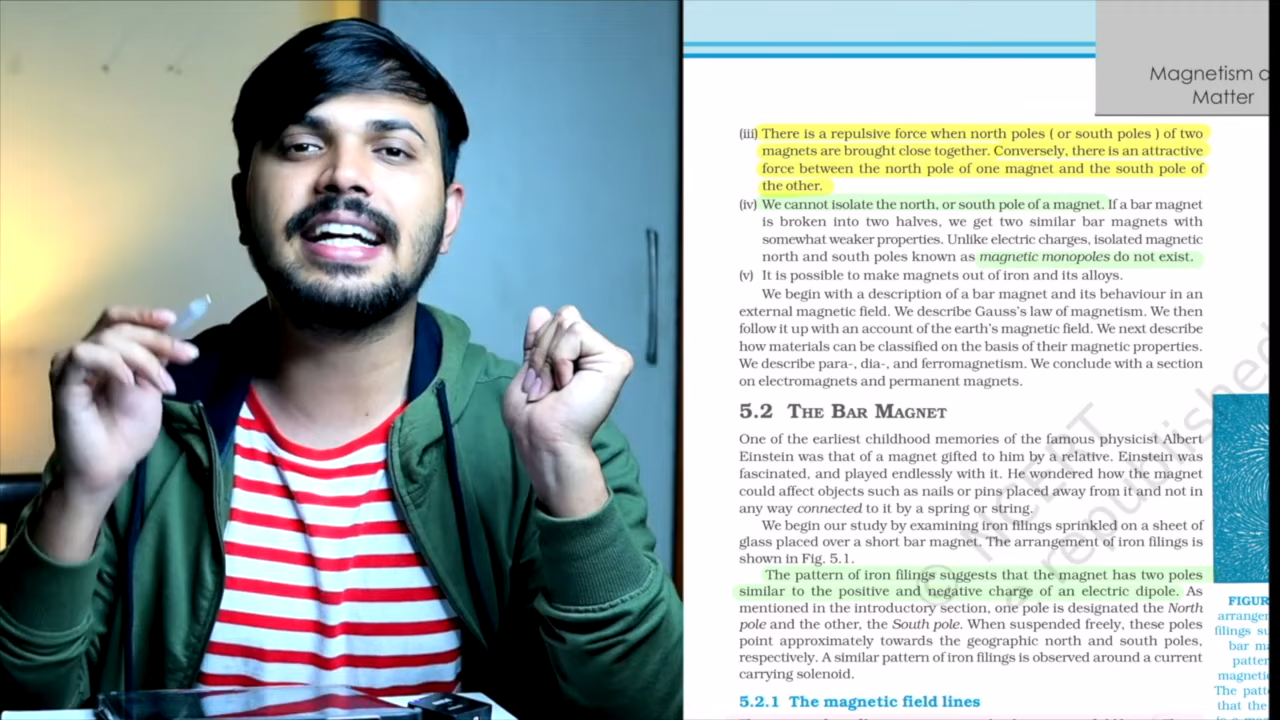 Magnetism a
Matter
(iii) There is a repulsive force when north poles ( or south poles ) of two
magnets are brought close together. Conversely, there is an attractive
force between the north pole of one magnet and the south pole of
the other.
(iv) We cannot isolate the north, or south pole of a magnet. If a bar magnet
is broken into two halves, we get two similar bar magnets with
somewhat weaker properties. Unlike electric charges, isolated magnetic
north and south poles known as magnetic monopoles do not exist.
(v) It is possible to make magnets out of iron and its alloys.
We begin with a description of a bar magnet and its behaviour in an
external magnetic field. We describe Gauss's law of magnetism. We then
follow it up with an account of the earth's magnetic field. We next describe
how materials can be classified on the basis of their magnetic properties.
We describe para-, dia-, and ferromagnetism. We conclude with a section
on electromagnets and permanent magnets.
5.2 The Bar Magnet
One of the earliest childhood memories of the famous physicist Albert
Einstein was that of a magnet gifted to him by a relative. Einstein was
fascinated, and played endlessly with it. He wondered how the magnet
could affect objects such as nails or pins placed away from it and not in
any way connected to it by a spring or string.
We begin our study by examining iron filings sprinkled on a sheet of
glass placed over a short bar magnet. The arrangement of iron filings is
shown in Fig. 5.1.
The pattern of iron filings suggests that the magnet has two poles
similar to the positive and negative charge of an electric dipole. As
mentioned in the introductory section, one pole is designated the North
pole and the other, the South pole. When suspended freely, these poles
point approximately towards the geographic north and south poles,
respectively. A similar pattern of iron filings is observed around a current
carrying solenoid.
5.2.1 The magnetic field lines
FIGUR
arrangem
filings su
bar ma
patter
magneti
The patt
that the
© NCERT
republished